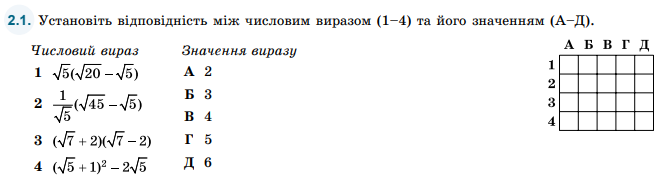 2.1. Установіть відповідність між числовим виразом (1–4) та його значенням (А–Д).
Числовий вираз Значення виразу
1 √5(√20 − √5) А 2
2 1/√5(√45 − √5) Б 3
3 (√7 + 2)(√7 − 2) В 4
4 (√5 + 1)² − 2√5 Г 5
Д 6
А Б В Г Д
1
2
3
4